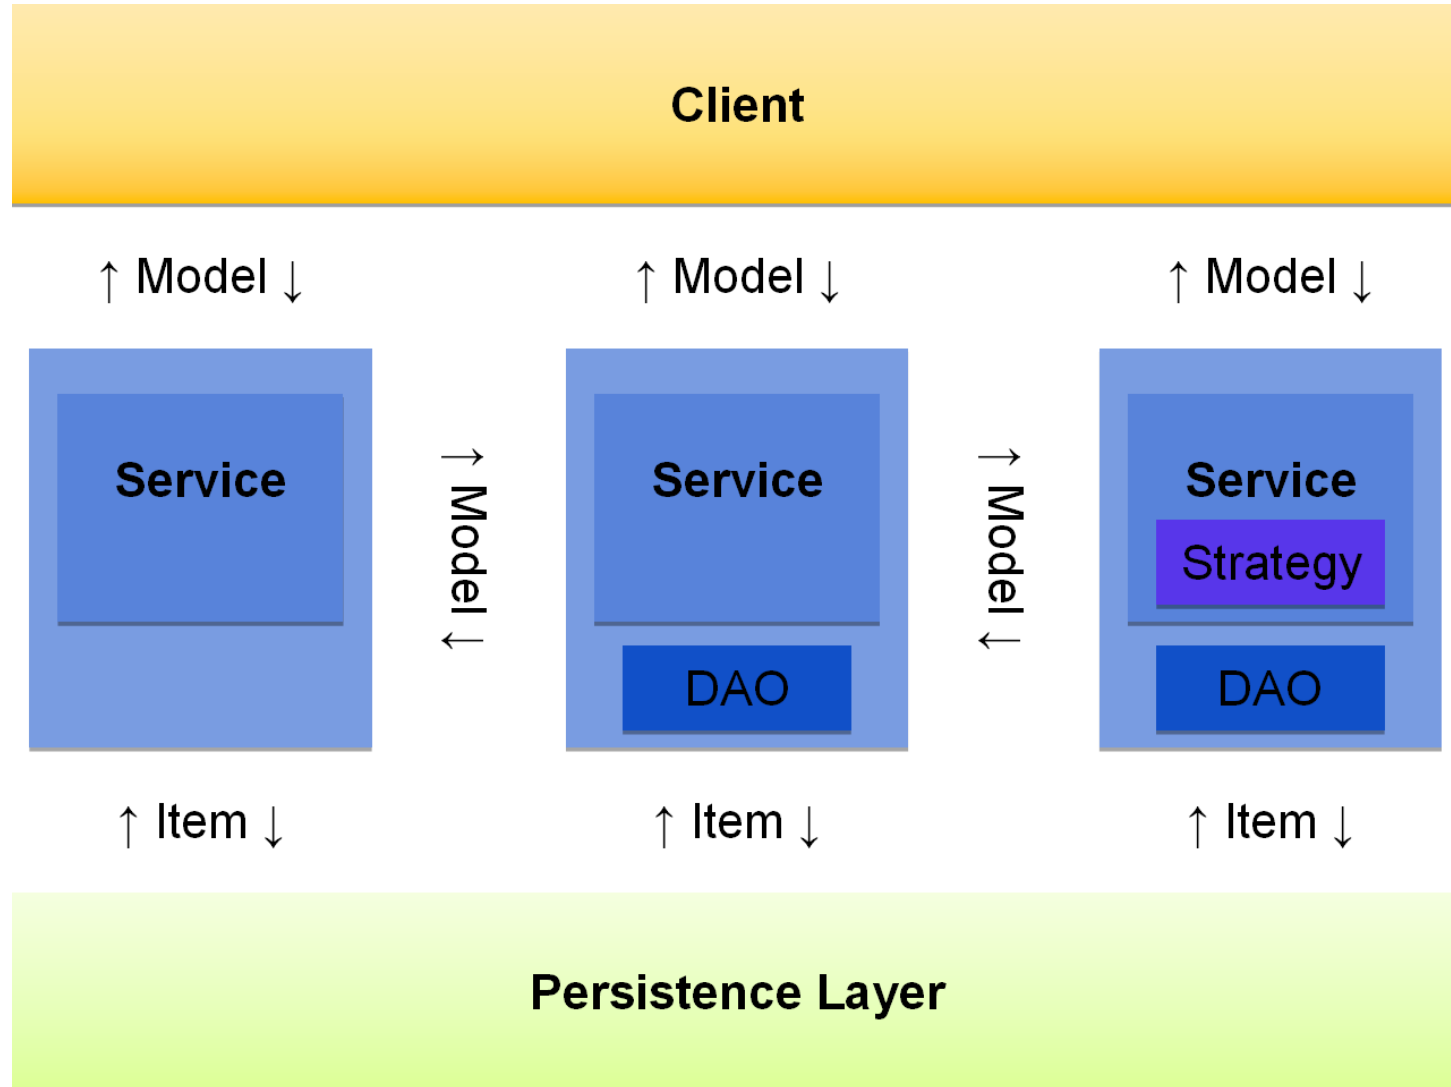 Client
↑ Model ↓
↑ Model ↓
↑ Model ↓
Service
→ Model ←
Service
DAO
→ Model ←
Service
Strategy
DAO
↑ Item ↓
↑ Item ↓
↑ Item ↓
Persistence Layer